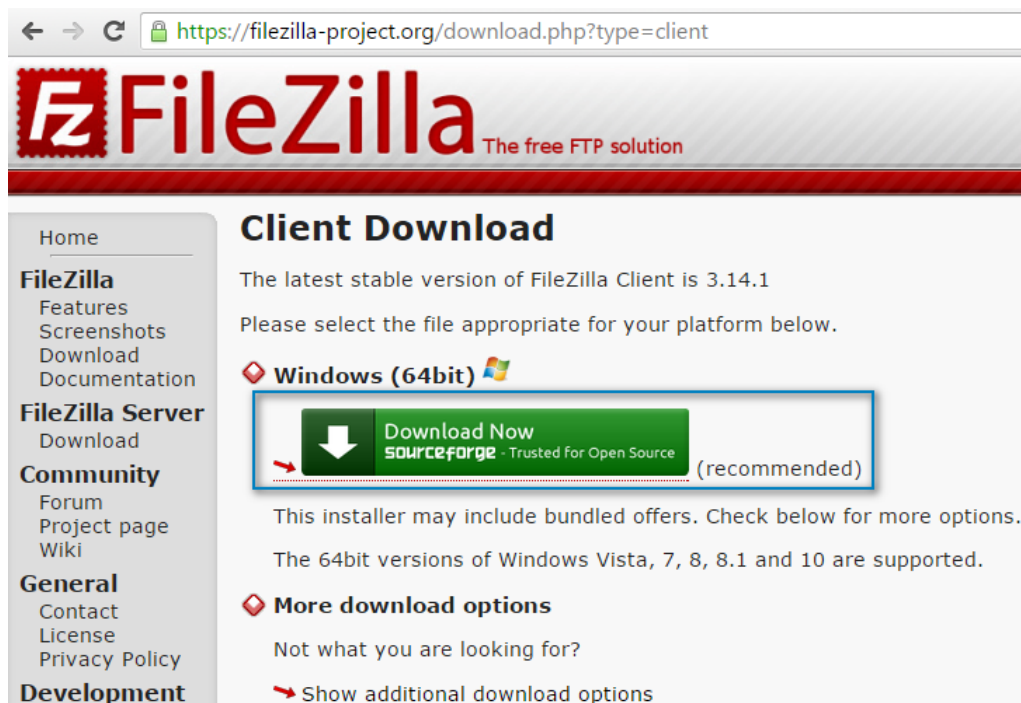 https://filezilla-project.org/download.php?type=client
Fz FileZilla The free FTP solution
Home
FileZilla
Features
Screenshots
Download
Documentation
FileZilla Server
Download
Community
Forum
Project page
Wiki
General
Contact
License
Privacy Policy
Development
Client Download
The latest stable version of FileZilla Client is 3.14.1
Please select the file appropriate for your platform below.
Windows (64bit)
Download Now
sourceforge - Trusted for Open Source
(recommended)
This installer may include bundled offers. Check below for more options.
The 64bit versions of Windows Vista, 7, 8, 8.1 and 10 are supported.
More download options
Not what you are looking for?
Show additional download options